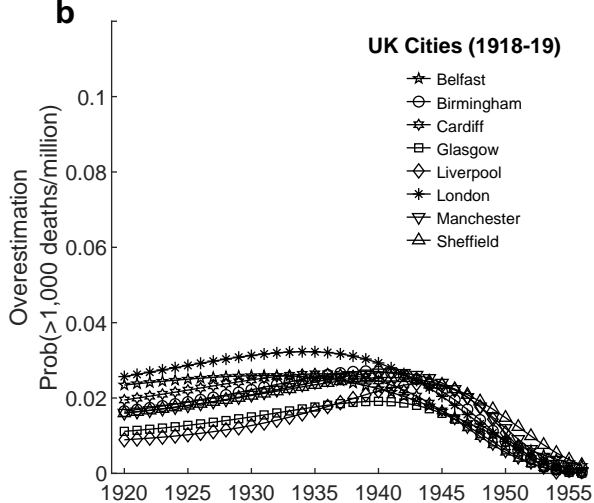 b
UK Cities (1918-19)
Belfast
Birmingham
Cardiff
Glasgow
Liverpool
London
Manchester
Sheffield
Overestimation
Prob(>1,000 deaths/million)
0.1
0.08
0.06
0.04
0.02
0
1920 1925 1930 1935 1940 1945 1950 1955